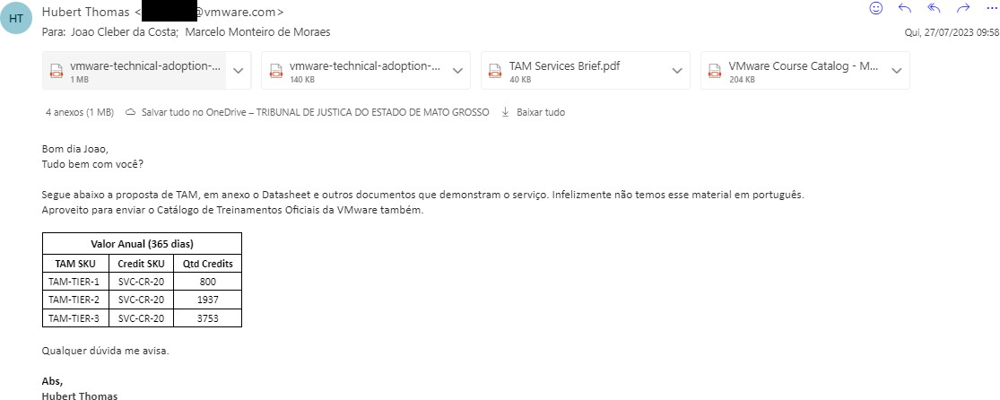 HT
Hubert Thomas <@vmware.com>
Para: Joao Cleber da Costa; Marcelo Monteiro de Moraes
Qui, 27/07/2023 09:58
vmware-technical-adoption-...
1 MB
vmware-technical-adoption-...
140 KB
TAM Services Brief.pdf
40 KB
VMware Course Catalog - M...
204 KB
4 anexos (1 MB) Salvar tudo no OneDrive – TRIBUNAL DE JUSTICA DO ESTADO DE MATO GROSSO Baixar tudo
Bom dia Joao,
Tudo bem com você?
Segue abaixo a proposta de TAM, em anexo o Datasheet e outros documentos que demonstram o serviço. Infelizmente não temos esse material em português.
Aproveito para enviar o Catálogo de Treinamentos Oficiais da VMware também.
Valor Anual (365 dias)
TAM SKU Credit SKU Qtd Credits
TAM-TIER-1 SVC-CR-20 800
TAM-TIER-2 SVC-CR-20 1937
TAM-TIER-3 SVC-CR-20 3753
Qualquer dúvida me avisa.
Abs,
Hubert Thomas